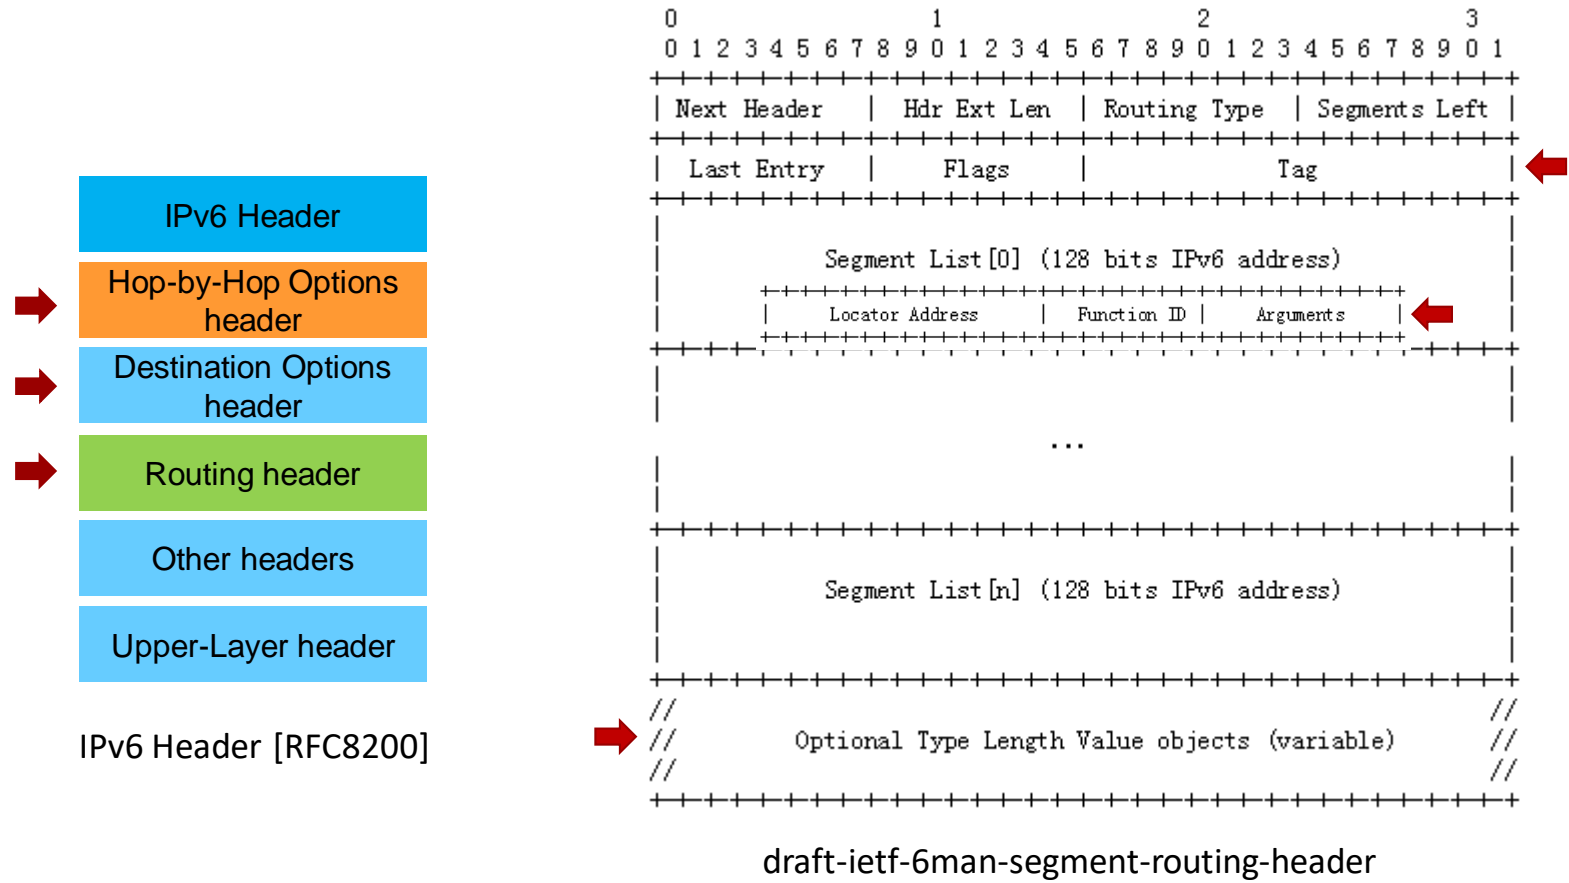 IPv6 Header
Hop-by-Hop Options
header
Destination Options
header
Routing header
Other headers
Upper-Layer header
IPv6 Header [RFC8200]
0 1 2 3
0 1 2 3 4 5 6 7 8 9 0 1 2 3 4 5 6 7 8 9 0 1 2 3 4 5 6 7 8 9 0 1
+-+-+-+-+-+-+-+-+-+-+-+-+-+-+-+-+-+-+-+-+-+-+-+-+-+-+-+-+-+-+-+-+
| Next Header | Hdr Ext Len | Routing Type | Segments Left |
+-+-+-+-+-+-+-+-+-+-+-+-+-+-+-+-+-+-+-+-+-+-+-+-+-+-+-+-+-+-+-+-+
| Last Entry | Flags | Tag |
+-+-+-+-+-+-+-+-+-+-+-+-+-+-+-+-+-+-+-+-+-+-+-+-+-+-+-+-+-+-+-+-+
Segment List[0] (128 bits IPv6 address)
| Locator Address | Function ID | Arguments |
...
Segment List[n] (128 bits IPv6 address)
// //
// Optional Type Length Value objects (variable) //
// //
+-+-+-+-+-+-+-+-+-+-+-+-+-+-+-+-+-+-+-+-+-+-+-+-+-+-+-+-+-+-+-+-+
draft-ietf-6man-segment-routing-header